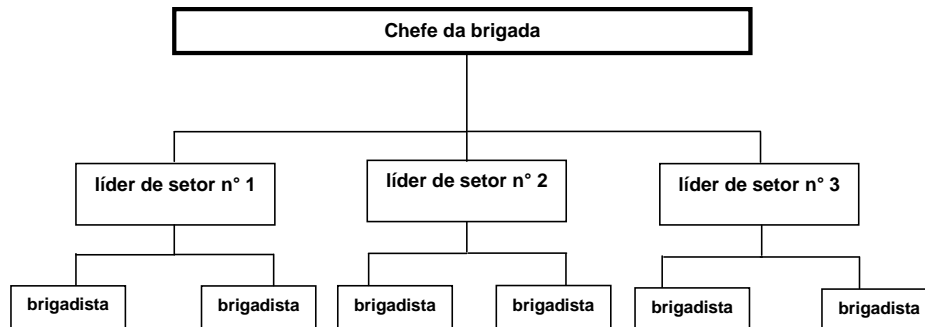 Chefe da brigada
líder de setor n° 1
líder de setor n° 2
líder de setor n° 3
brigadista
brigadista
brigadista
brigadista
brigadista
brigadista